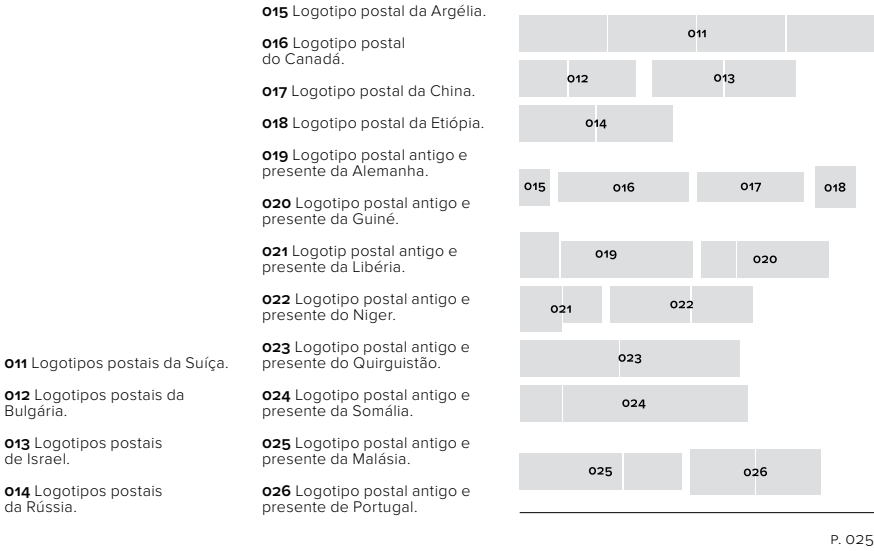 011 Logotipos postais da Suíça.
012 Logotipos postais da
Bulgária.
013 Logotipos postais
de Israel.
014 Logotipos postais
da Rússia.
015 Logotipo postal da Argélia.
016 Logotipo postal
do Canadá.
017 Logotipo postal da China.
018 Logotipo postal da Etiópia.
019 Logotipo postal antigo e
presente da Alemanha.
020 Logotipo postal antigo e
presente da Guiné.
021 Logotip postal antigo e
presente da Libéria.
022 Logotipo postal antigo e
presente do Niger.
023 Logotipo postal antigo e
presente do Quirguistão.
024 Logotipo postal antigo e
presente da Somália.
025 Logotipo postal antigo e
presente da Malásia.
026 Logotipo postal antigo e
presente de Portugal.
011
012 013
014
015 016 017 018
019 020
021 022
023
024
025 026
P. 025